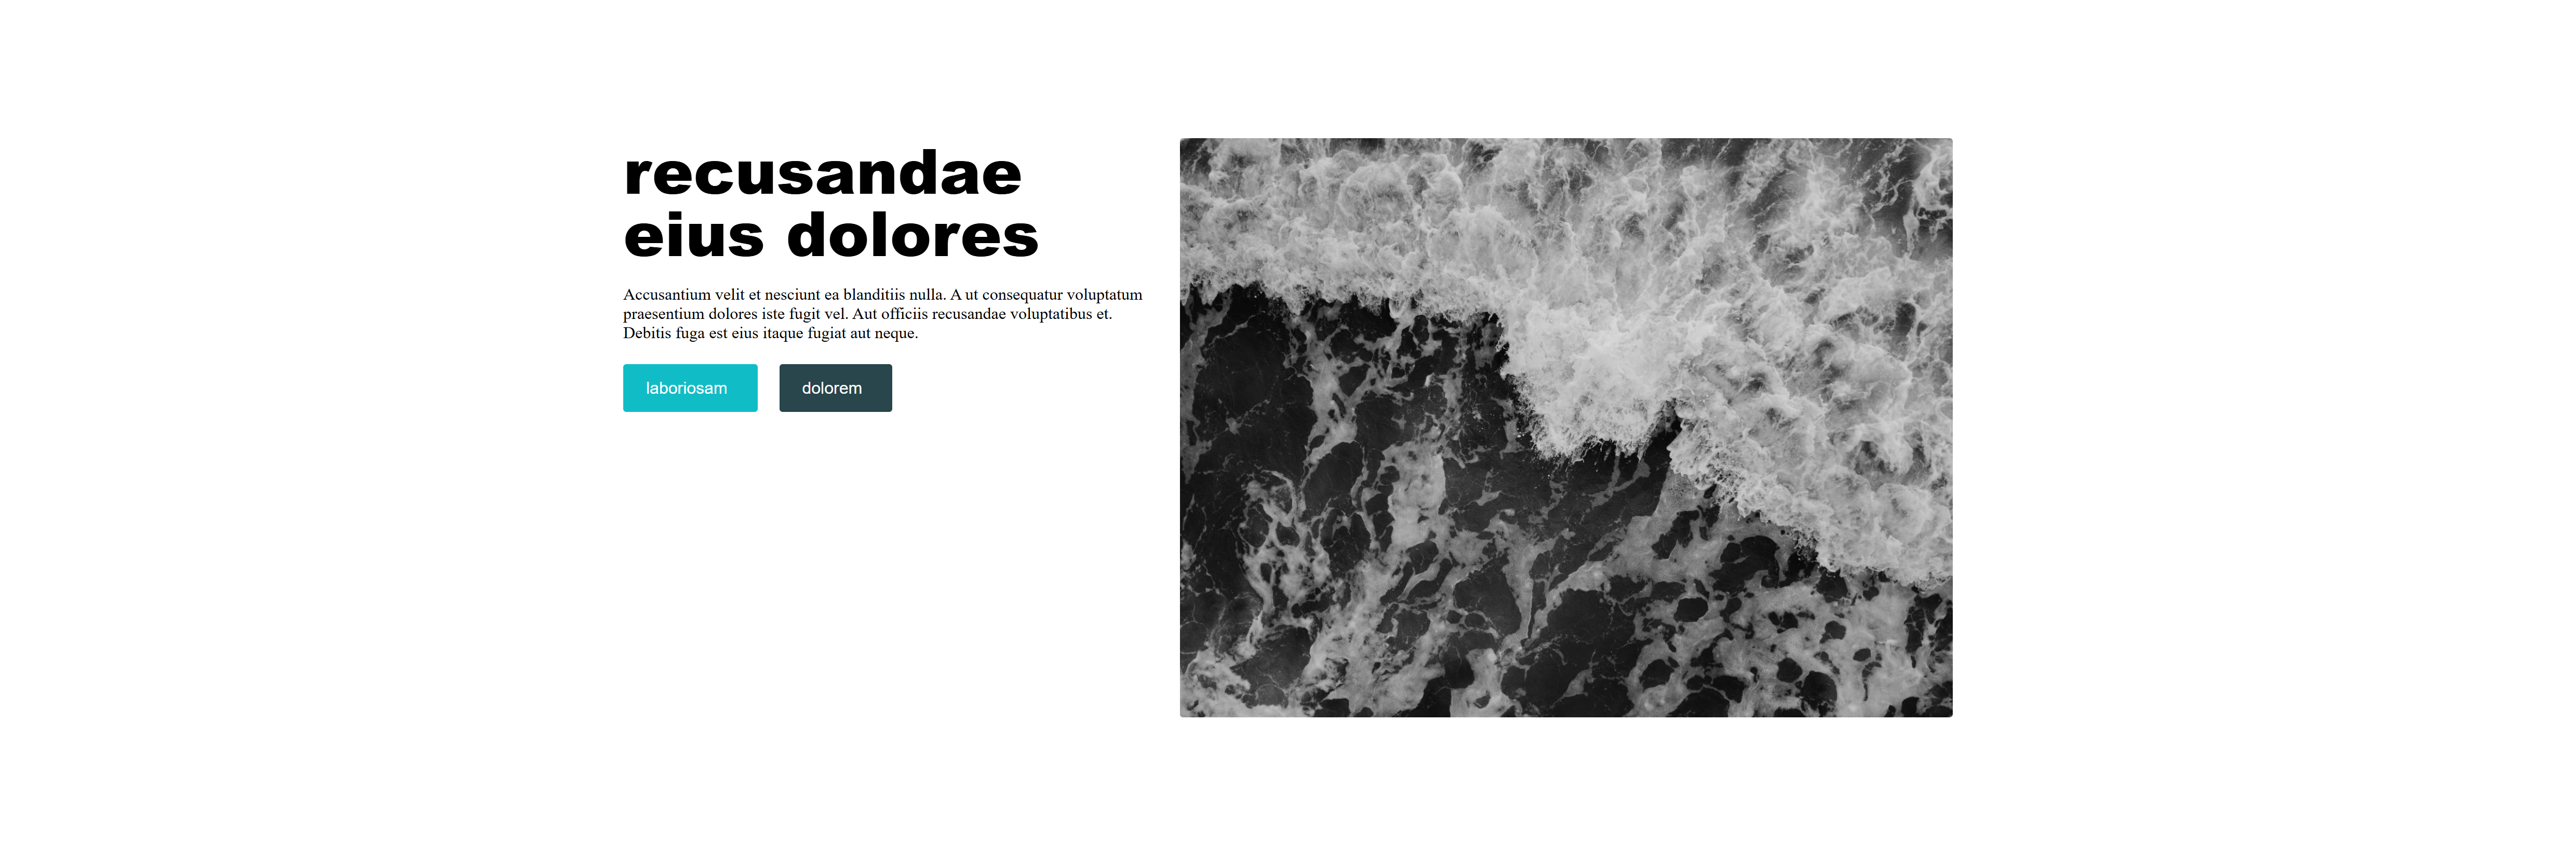 recusandae
eius dolores
Accusantium velit et nesciunt ea blanditiis nulla. A ut consequatur voluptatum
praesentium dolores iste fugit vel. Aut officiis recusandae voluptatibus et.
Debitis fuga est eius itaque fugiat aut neque.
laboriosam
dolorem